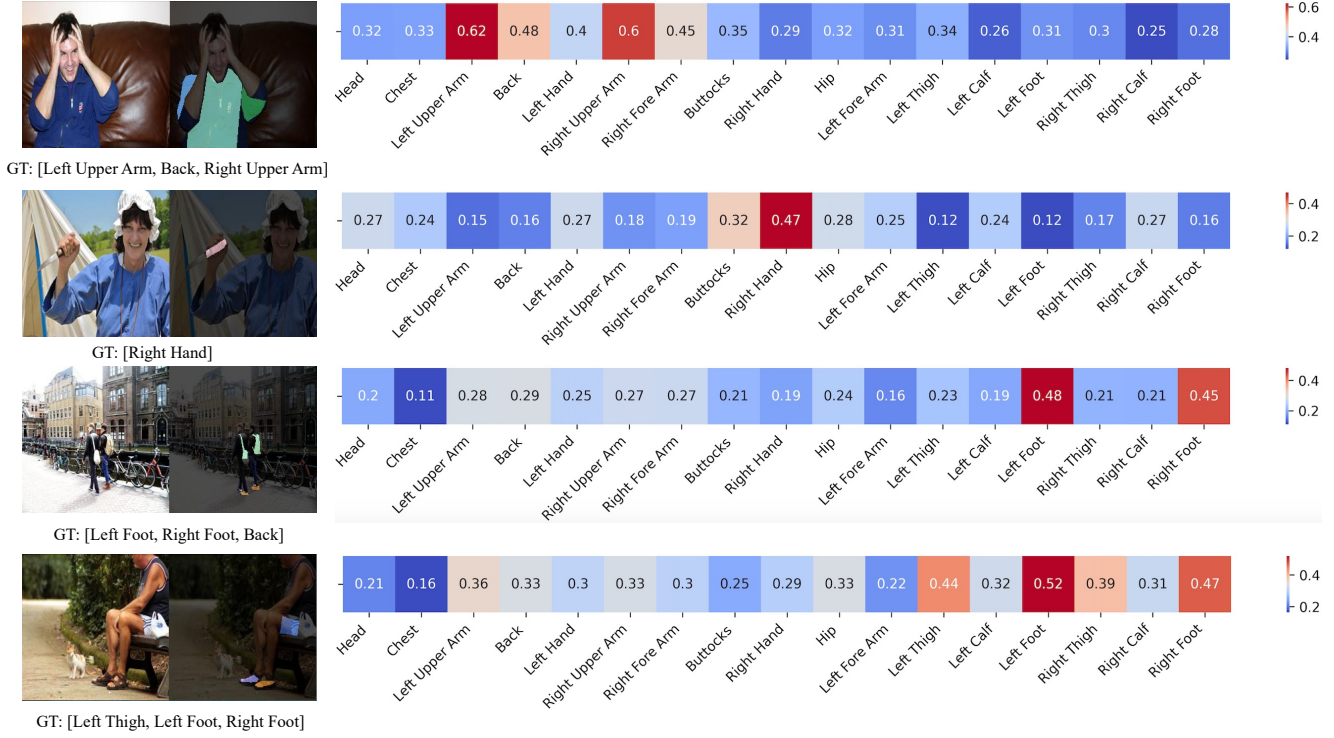 0.32 0.33 0.62 0.48 0.4 0.6 0.45 0.35 0.29 0.32 0.31 0.34 0.26 0.31 0.3 0.25 0.28
0.6
0.4
Head Chest Left Upper Arm Back Left Hand Right Upper Arm Right Fore Arm Buttocks Right Hand Hip Left Fore Arm Left Thigh Left Calf Left Foot Right Thigh Right Calf Right Foot
GT: [Left Upper Arm, Back, Right Upper Arm]
0.27 0.24 0.15 0.16 0.27 0.18 0.19 0.32 0.47 0.28 0.25 0.12 0.24 0.12 0.17 0.27 0.16
0.4
0.2
Head Chest Left Upper Arm Back Left Hand Right Upper Arm Right Fore Arm Buttocks Right Hand Hip Left Fore Arm Left Thigh Left Calf Left Foot Right Thigh Right Calf Right Foot
GT: [Right Hand]
0.2 0.11 0.28 0.29 0.25 0.27 0.27 0.21 0.19 0.24 0.16 0.23 0.19 0.48 0.21 0.21 0.45
0.4
0.2
Head Chest Left Upper Arm Back Left Hand Right Upper Arm Right Fore Arm Buttocks Right Hand Hip Left Fore Arm Left Thigh Left Calf Left Foot Right Thigh Right Calf Right Foot
GT: [Left Foot, Right Foot, Back]
0.21 0.16 0.36 0.33 0.3 0.33 0.3 0.25 0.29 0.33 0.22 0.44 0.32 0.52 0.39 0.31 0.47
0.4
0.2
Head Chest Left Upper Arm Back Left Hand Right Upper Arm Right Fore Arm Buttocks Right Hand Hip Left Fore Arm Left Thigh Left Calf Left Foot Right Thigh Right Calf Right Foot
GT: [Left Thigh, Left Foot, Right Foot]